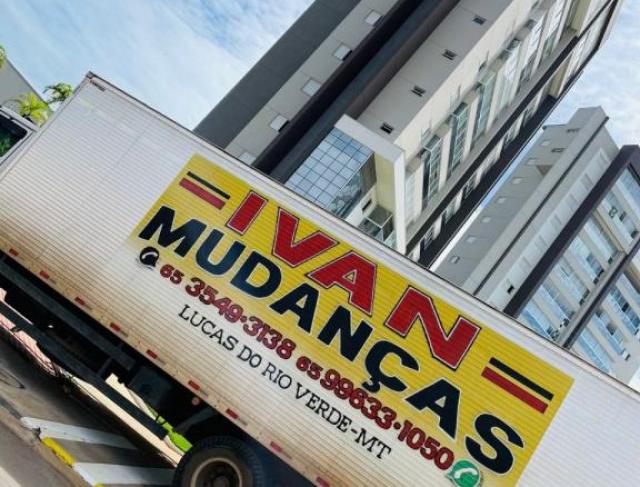 IVAN
MUDANÇAS
65 3549-3138 65 99633-1050
LUCAS DO RIO VERDE-MT